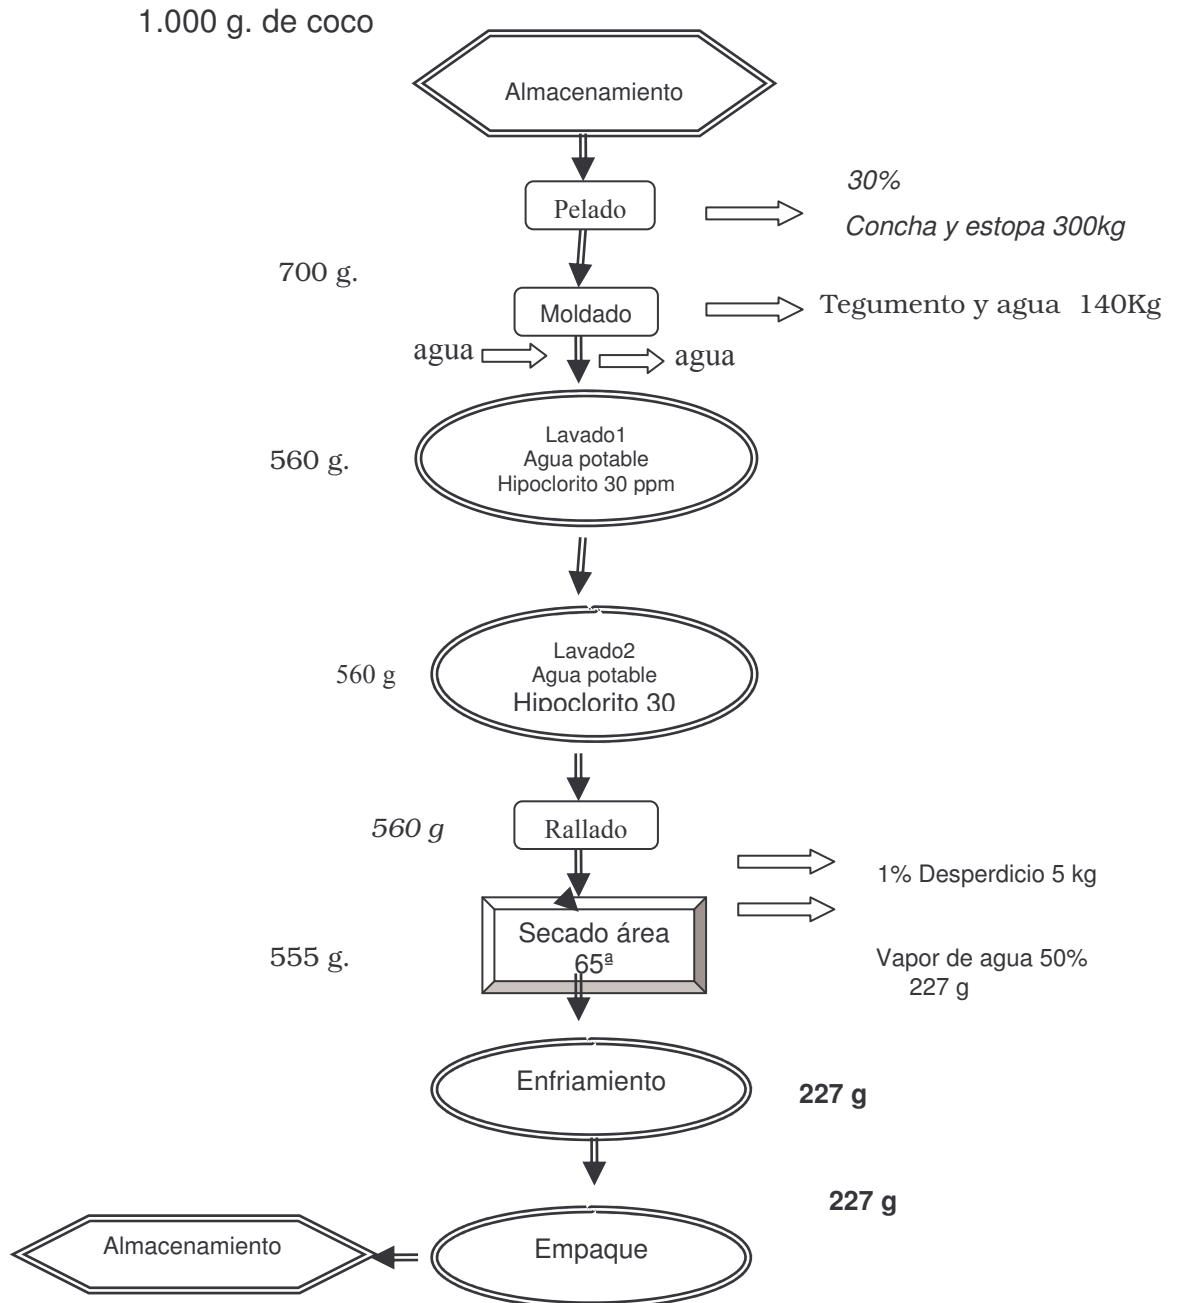 1.000 g. de coco
Almacenamiento
Pelado
30%
Concha y estopa 300kg
700 g.
Moldado
Tegumento y agua 140Kg
agua
agua
Lavado1
Agua potable
Hipoclorito 30 ppm
560 g.
Lavado2
Agua potable
Hipoclorito 30
560 g
560 g
Rallado
1% Desperdicio 5 kg
Secado área
65ª
555 g.
Vapor de agua 50%
227 g
Enfriamiento
227 g
227 g
Empaque
Almacenamiento